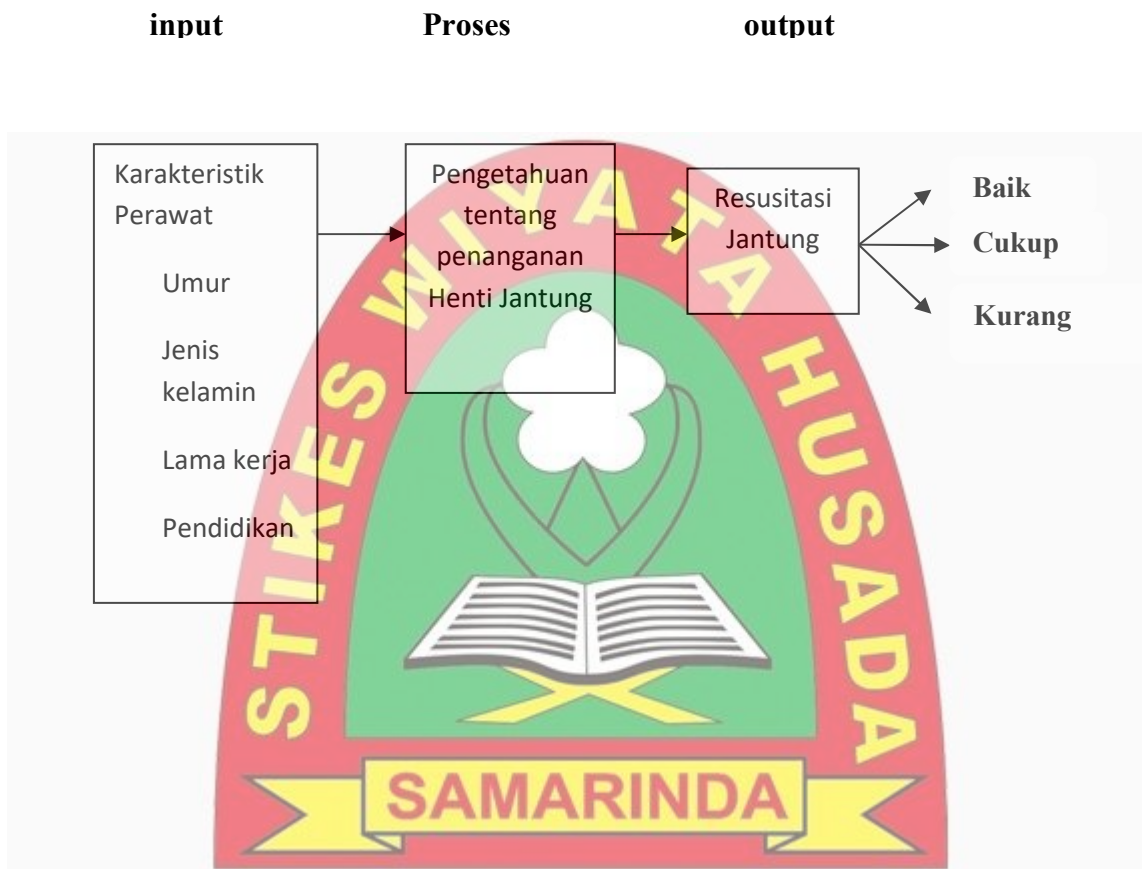 input Proses output
Karakteristik
Perawat
Umur
Jenis
kelamin
Lama kerja
Pendidikan
Pengetahuan
tentang
penanganan
Henti Jantung
Resusitasi
Jantung
Baik
Cukup
Kurang
STIKES WIYATA HUSADA
SAMARINDA